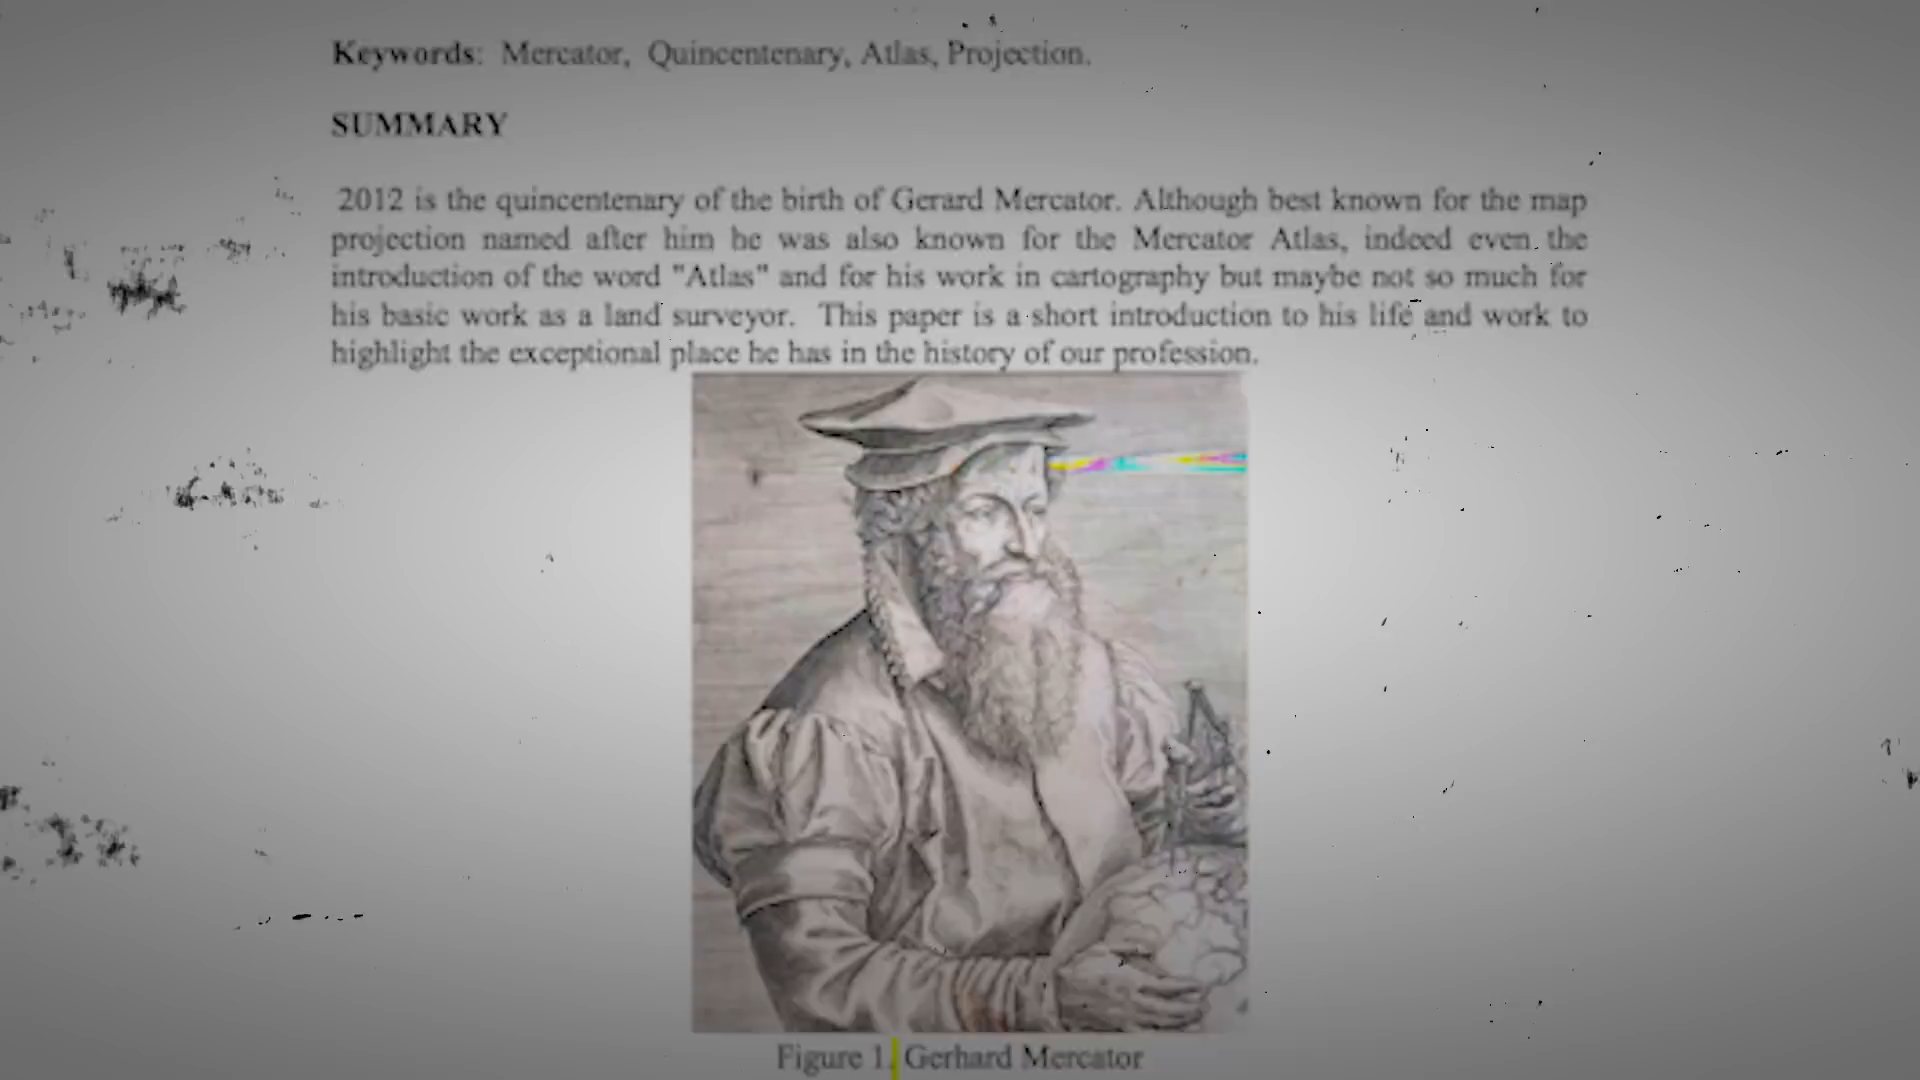 Keywords: Mercator, Quincentenary, Atlas, Projection.
SUMMARY
2012 is the quincentenary of the birth of Gerard Mercator. Although best known for the map
projection named after him he was also known for the Mercator Atlas, indeed even the
introduction of the word "Atlas" and for his work in cartography but maybe not so much for
his basic work as a land surveyor. This paper is a short introduction to his life and work to
highlight the exceptional place he has in the history of our profession.
Figure 1. Gerhard Mercator